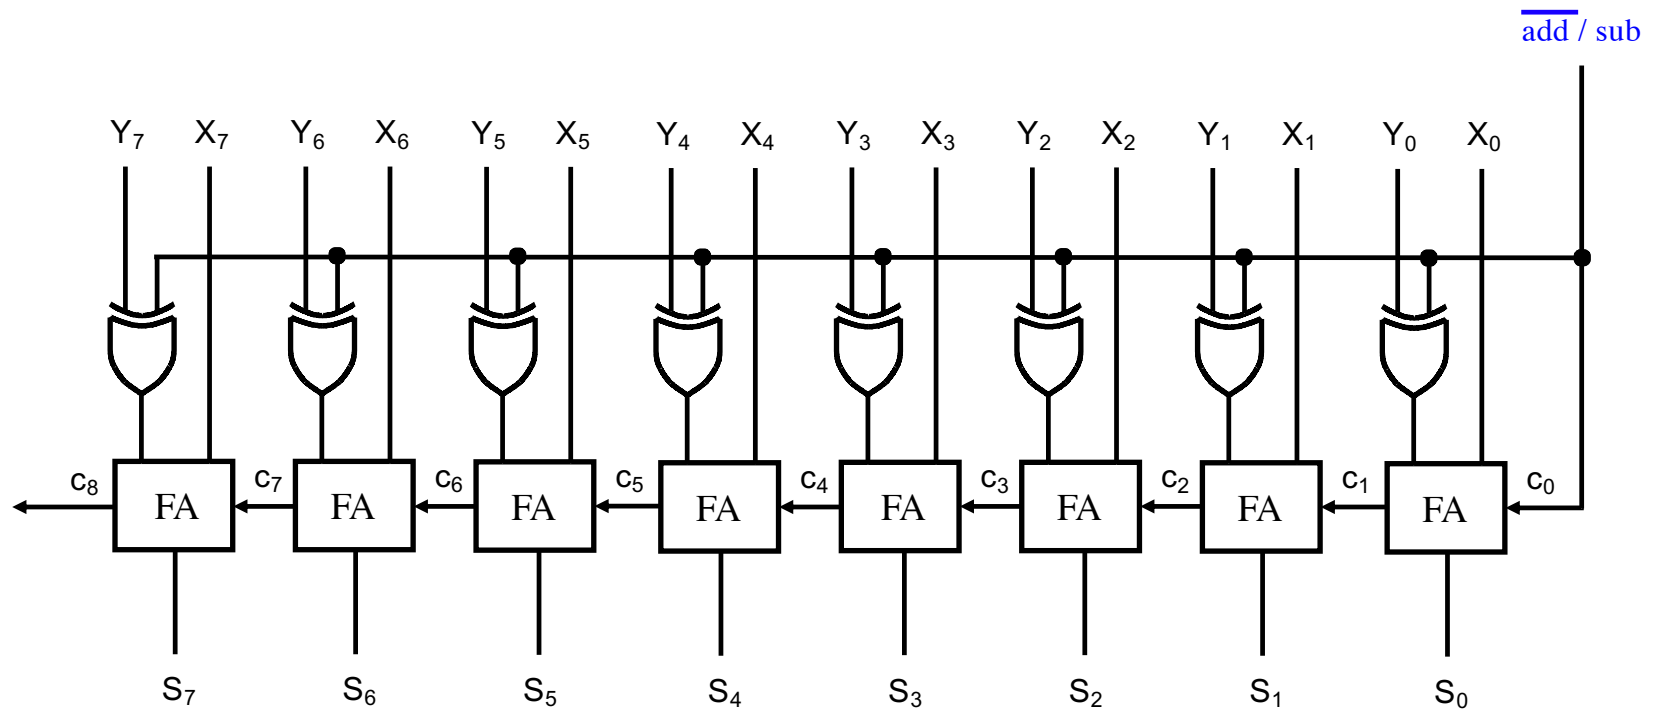 a̅d̅d̅ / sub
Y₇ X₇ Y₆ X₆ Y₅ X₅ Y₄ X₄ Y₃ X₃ Y₂ X₂ Y₁ X₁ Y₀ X₀
c₈ FA c₇ FA c₆ FA c₅ FA c₄ FA c₃ FA c₂ FA c₁ FA c₀
S₇ S₆ S₅ S₄ S₃ S₂ S₁ S₀